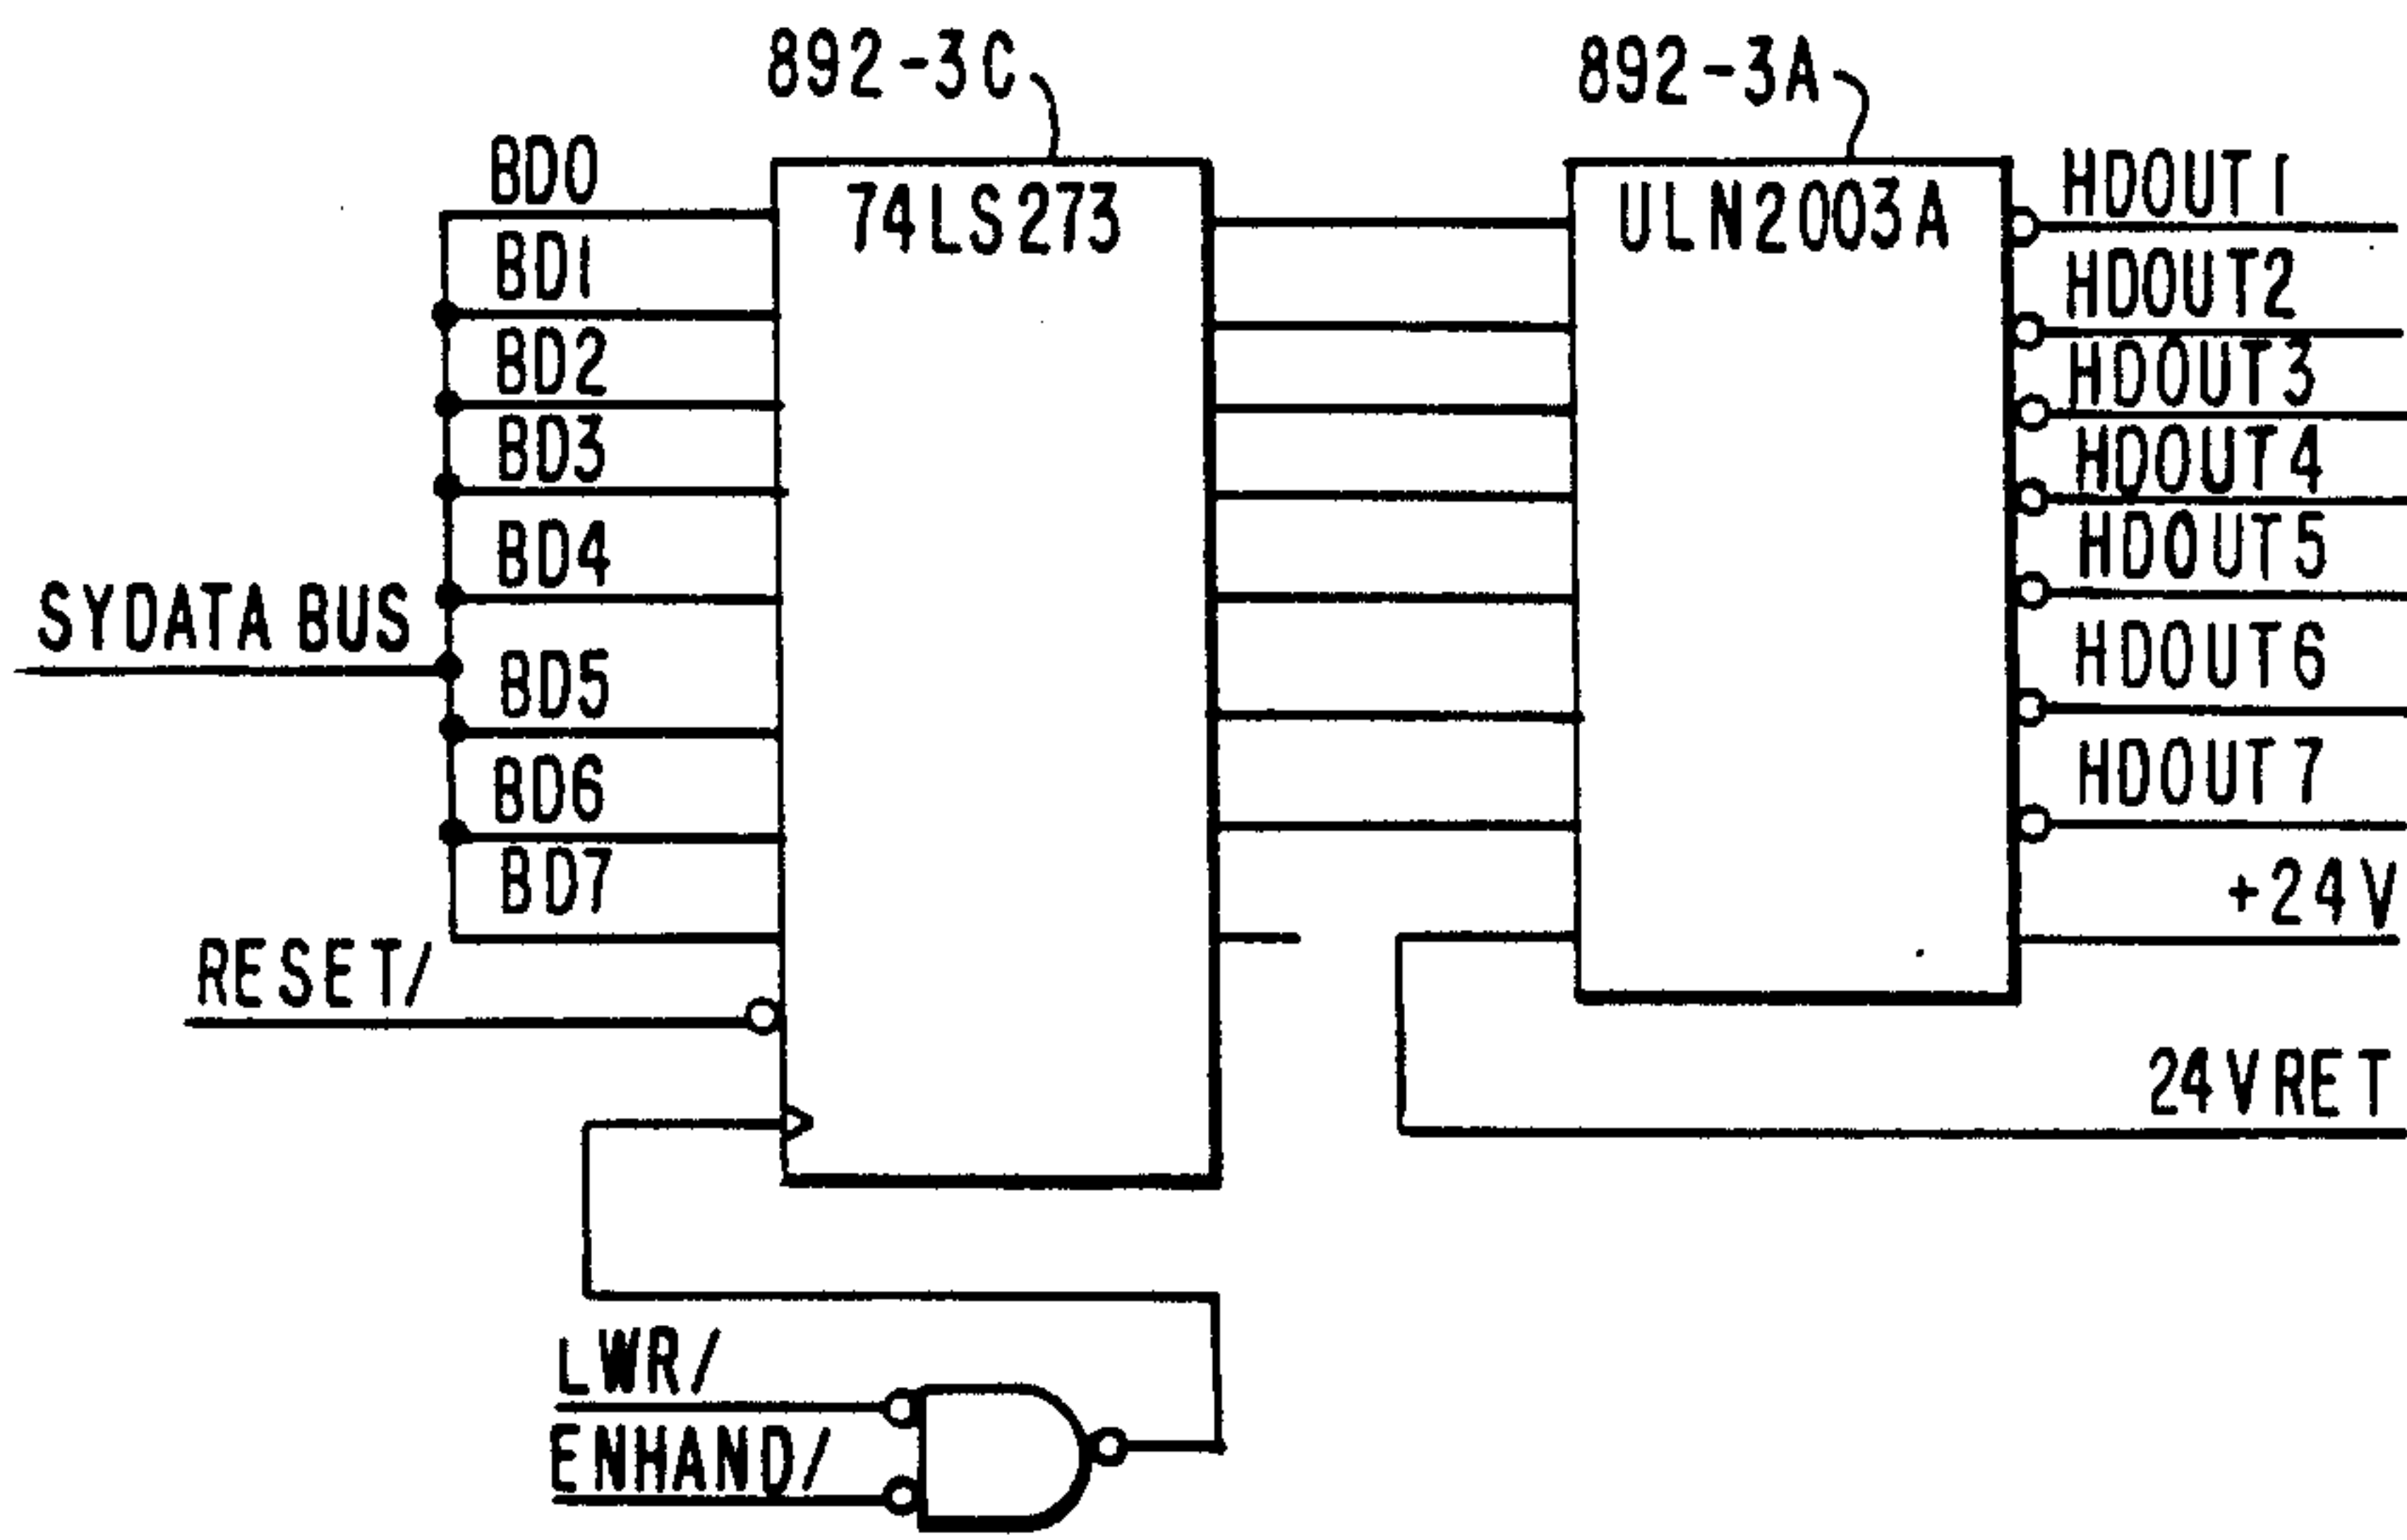 892-3C
892-3A
74LS273
ULN2003A
BD0
BD1
BD2
BD3
BD4
SYDATA BUS
BD5
BD6
BD7
RESET/
HDOUT1
HDOUT2
HDOUT3
HDOUT4
HDOUT5
HDOUT6
HDOUT7
+24V
24VRET
LWR/
ENHAND/